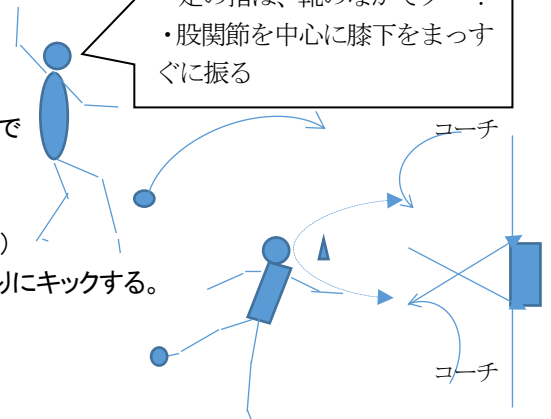 ・股関節を中心に膝下をまっす
ぐに振る
で
コーチ
）
りにキックする。
コーチ